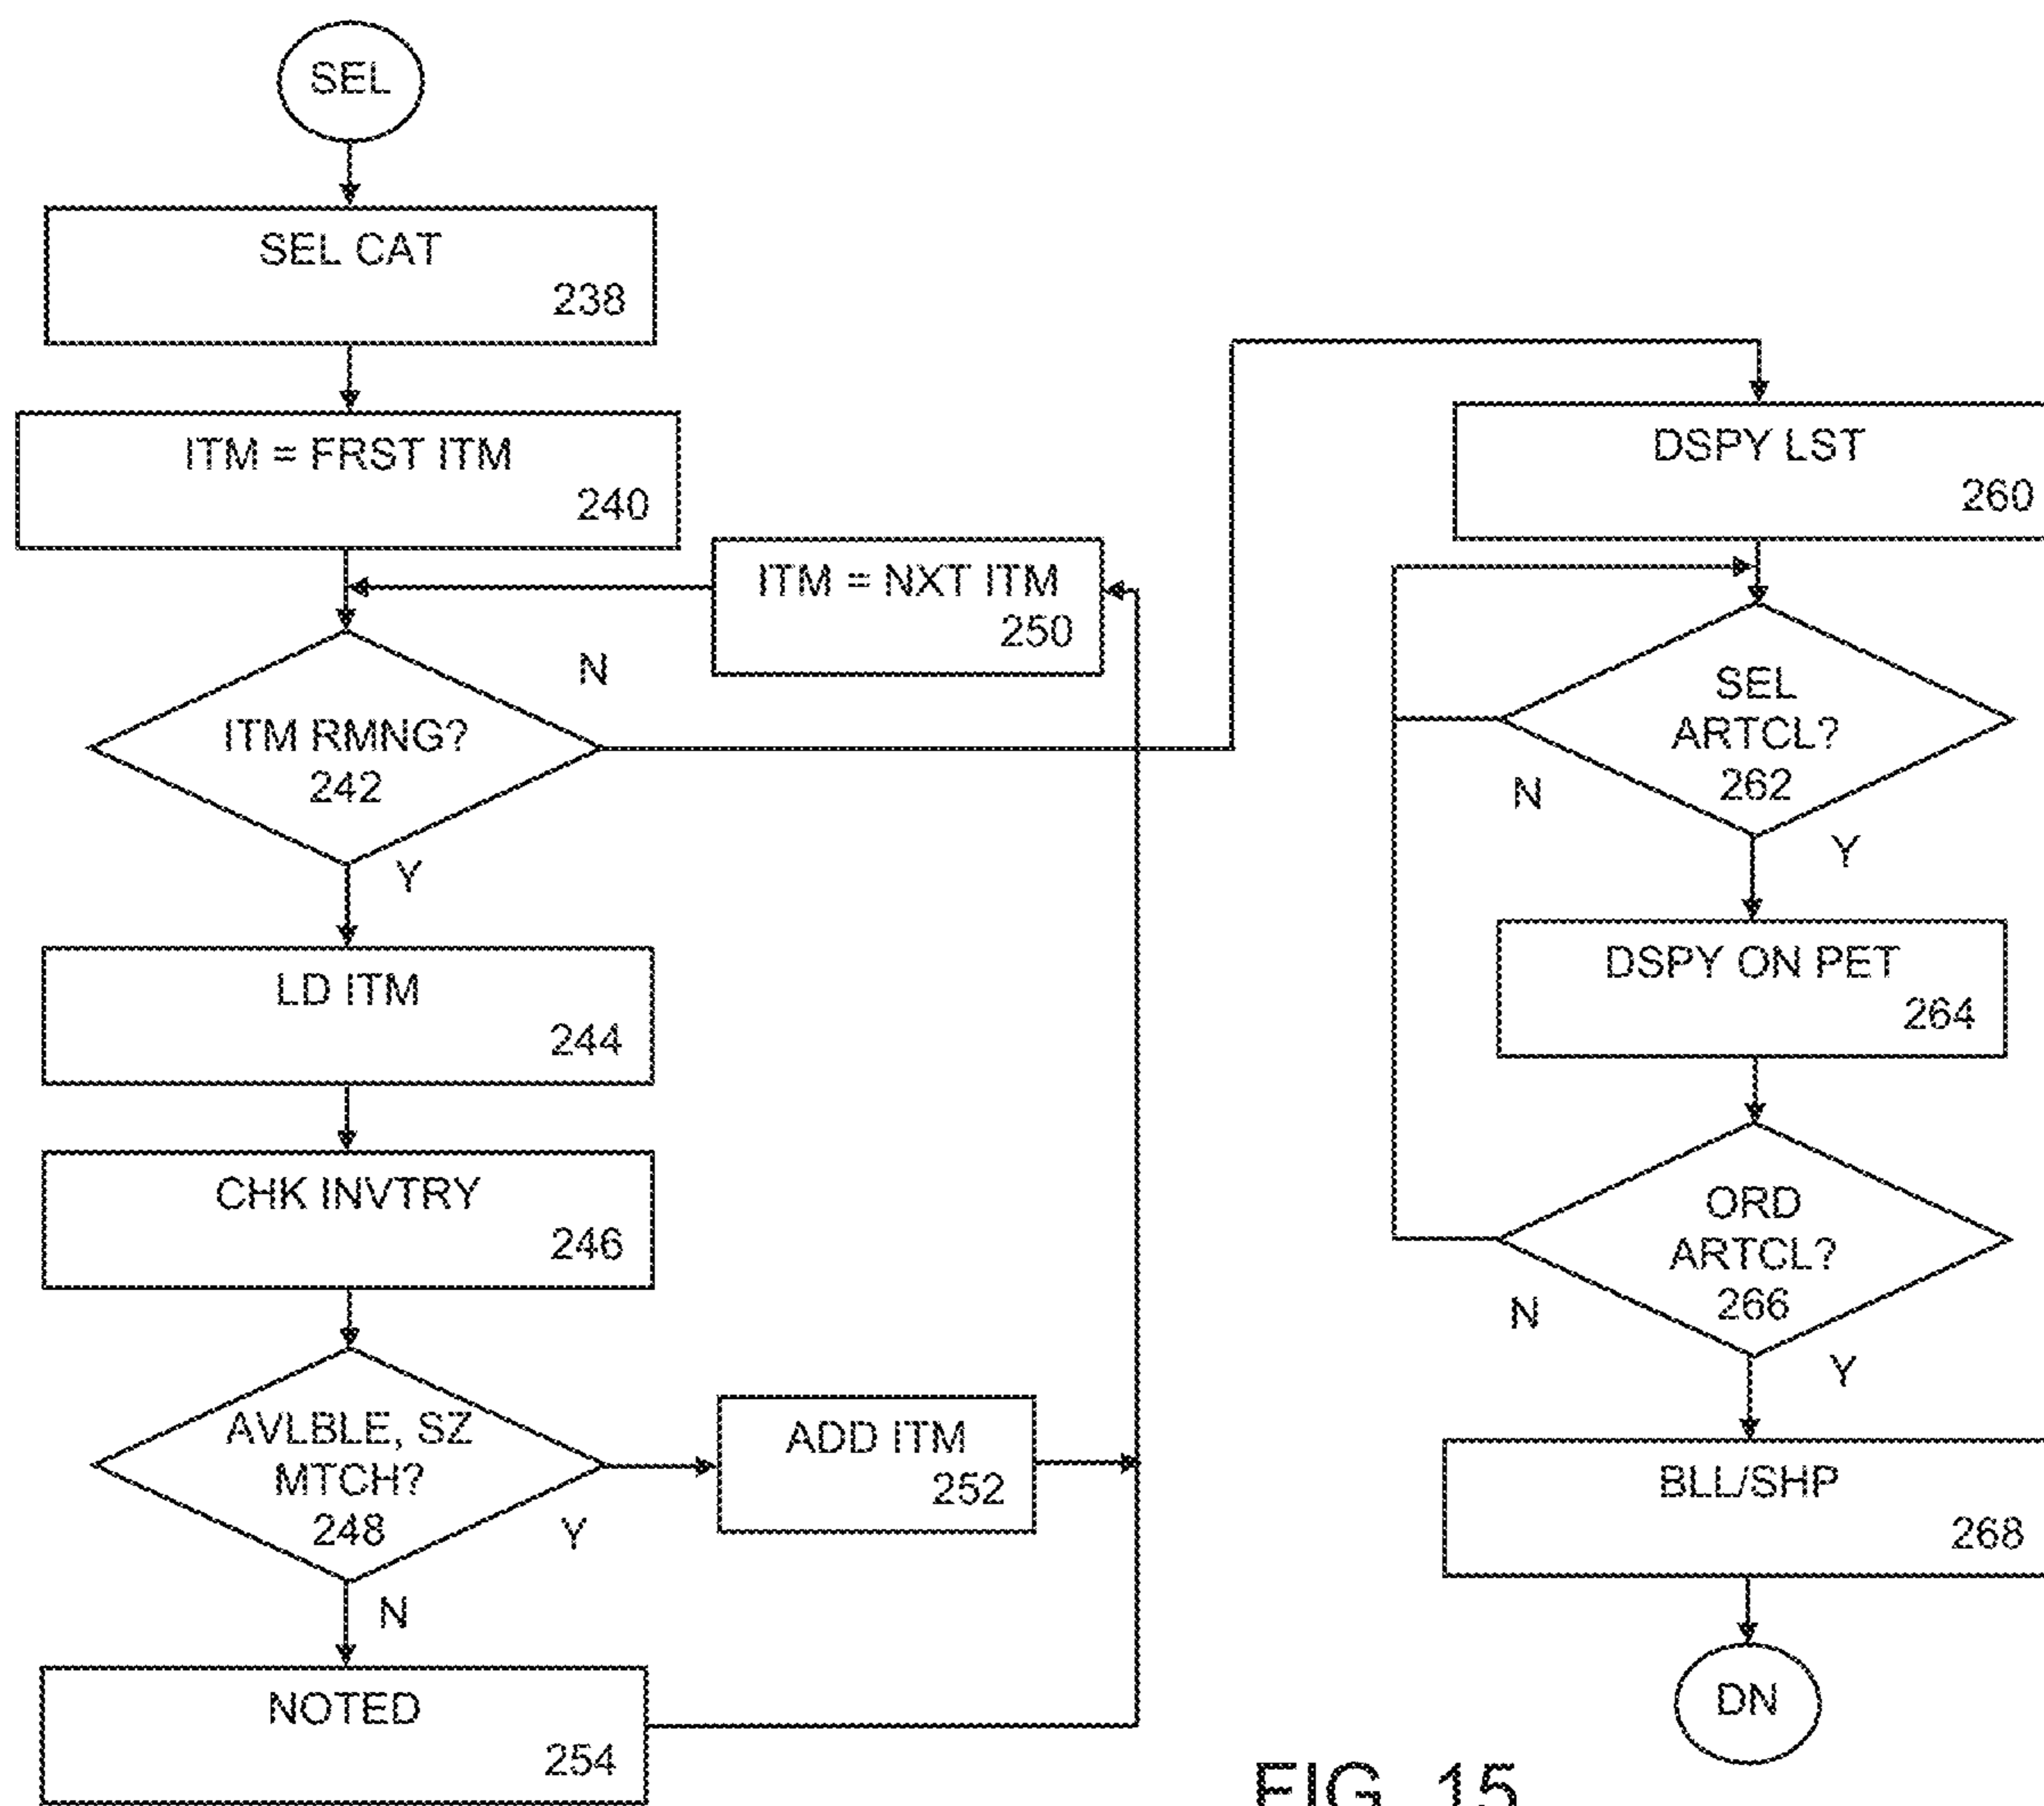 SEL
SEL CAT
238
ITM = FRST ITM
240
ITM = NXT ITM
250
N
ITM RMNG?
242
Y
LD ITM
244
CHK INVTRY
246
AVLBLE, SZ
MTCH?
248
Y
N
ADD ITM
252
NOTED
254
DSPY LST
260
SEL
ARTCL?
262
N
Y
DSPY ON PET
264
ORD
ARTCL?
266
N
Y
BLL/SHP
268
DN
FIG. 15